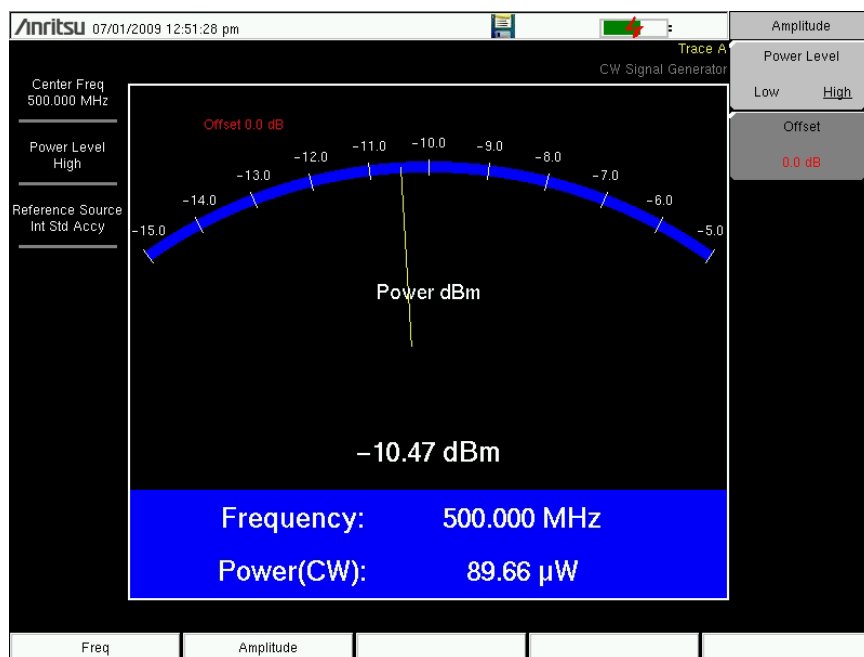 Anritsu 07/01/2009 12:51:28 pm
Trace A
CW Signal Generator
Center Freq
500.000 MHz
Power Level
High
Reference Source
Int Std Accy
Offset 0.0 dB
-15.0 -14.0 -13.0 -12.0 -11.0 -10.0 -9.0 -8.0 -7.0 -6.0 -5.0
Power dBm
-10.47 dBm
Frequency: 500.000 MHz
Power(CW): 89.66 µW
Amplitude
Power Level
Low High
Offset
0.0 dB
Freq Amplitude